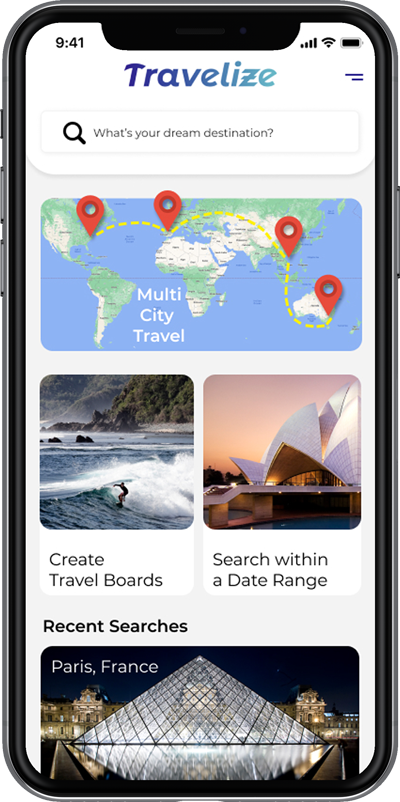 9:41
Travelize
What's your dream destination?
Multi
City
Travel
Create
Travel Boards
Search within
a Date Range
Recent Searches
Paris, France